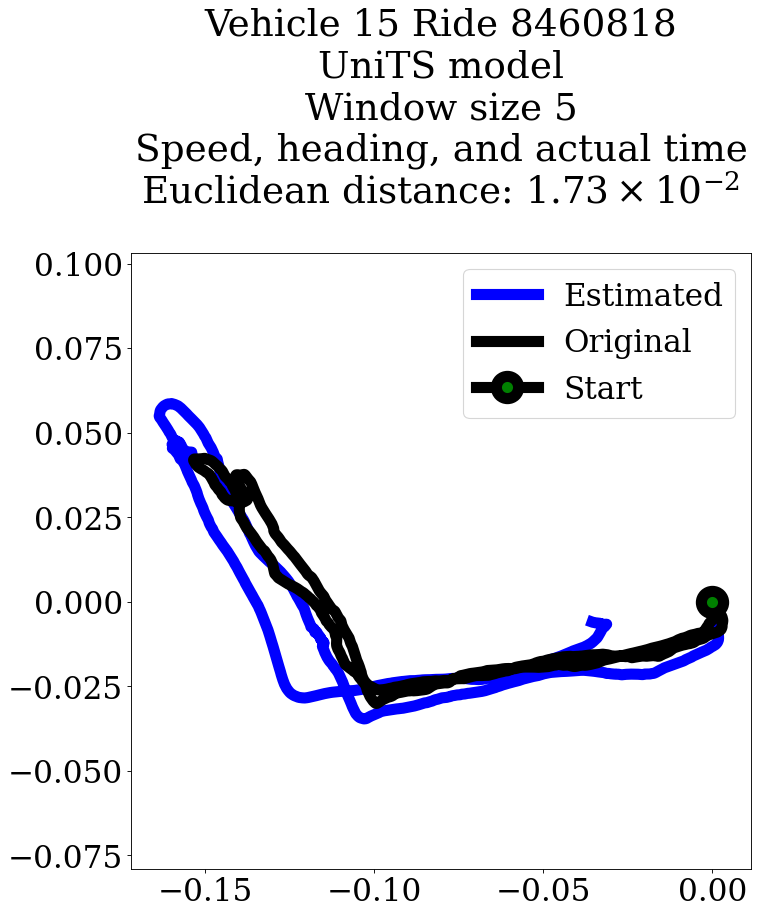 Vehicle 15 Ride 8460818
UniTS model
Window size 5
Speed, heading, and actual time
Euclidean distance: 1.73 × 10⁻²
0.100
0.075
0.050
0.025
0.000
−0.025
−0.050
−0.075
Estimated
Original
Start
−0.15 −0.10 −0.05 0.00